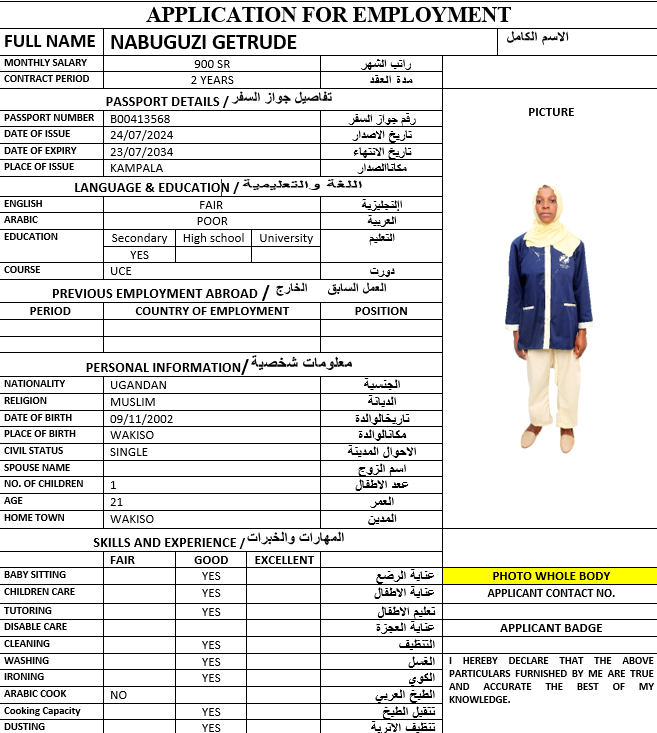 APPLICATION FOR EMPLOYMENT
FULL NAME NABUGUZI GETRUDE الاسم الكامل
MONTHLY SALARY 900 SR راتب الشهر
CONTRACT PERIOD 2 YEARS مدة العقد
PASSPORT DETAILS / تفاصيل جواز السفر
PICTURE
PASSPORT NUMBER B00413568 رقم جواز السفر
DATE OF ISSUE 24/07/2024 تاريخ الاصدار
DATE OF EXPIRY 23/07/2034 تاريخ الانتهاء
PLACE OF ISSUE KAMPALA مكاناالصدار
LANGUAGE & EDUCATION / اللغة والتعليمية
ENGLISH FAIR اإلنجليزية
ARABIC POOR العربية
EDUCATION Secondary High school University التعليم
YES
COURSE UCE دورت
PREVIOUS EMPLOYMENT ABROAD / العمل السابق الخارج
PERIOD COUNTRY OF EMPLOYMENT POSITION
PERSONAL INFORMATION/ معلومات شخصية
NATIONALITY UGANDAN الجنسية
RELIGION MUSLIM الديانة
DATE OF BIRTH 09/11/2002 تاريخالوالدة
PLACE OF BIRTH WAKISO مكانالوالدة
CIVIL STATUS SINGLE الاحوال المدينة
SPOUSE NAME اسم الزوج
NO. OF CHILDREN 1 عدد الاطفال
AGE 21 العمر
HOME TOWN WAKISO المدين
SKILLS AND EXPERIENCE / المهارات والخبرات
FAIR GOOD EXCELLENT
BABY SITTING YES عناية الرضع
PHOTO WHOLE BODY
CHILDREN CARE YES عناية الاطفال
APPLICANT CONTACT NO.
TUTORING YES تعليم الاطفال
DISABLE CARE عناية العجزة
APPLICANT BADGE
CLEANING YES التنظيف
WASHING YES الغسل
IRONING YES الكوي
ARABIC COOK NO الطبخ العربي
Cooking Capacity YES تتقيل الطبخ
DUSTING YES تنظيف الاتربة
I HEREBY DECLARE THAT THE ABOVE
PARTICULARS FURNISHED BY ME ARE TRUE
AND ACCURATE THE BEST OF MY
KNOWLEDGE.